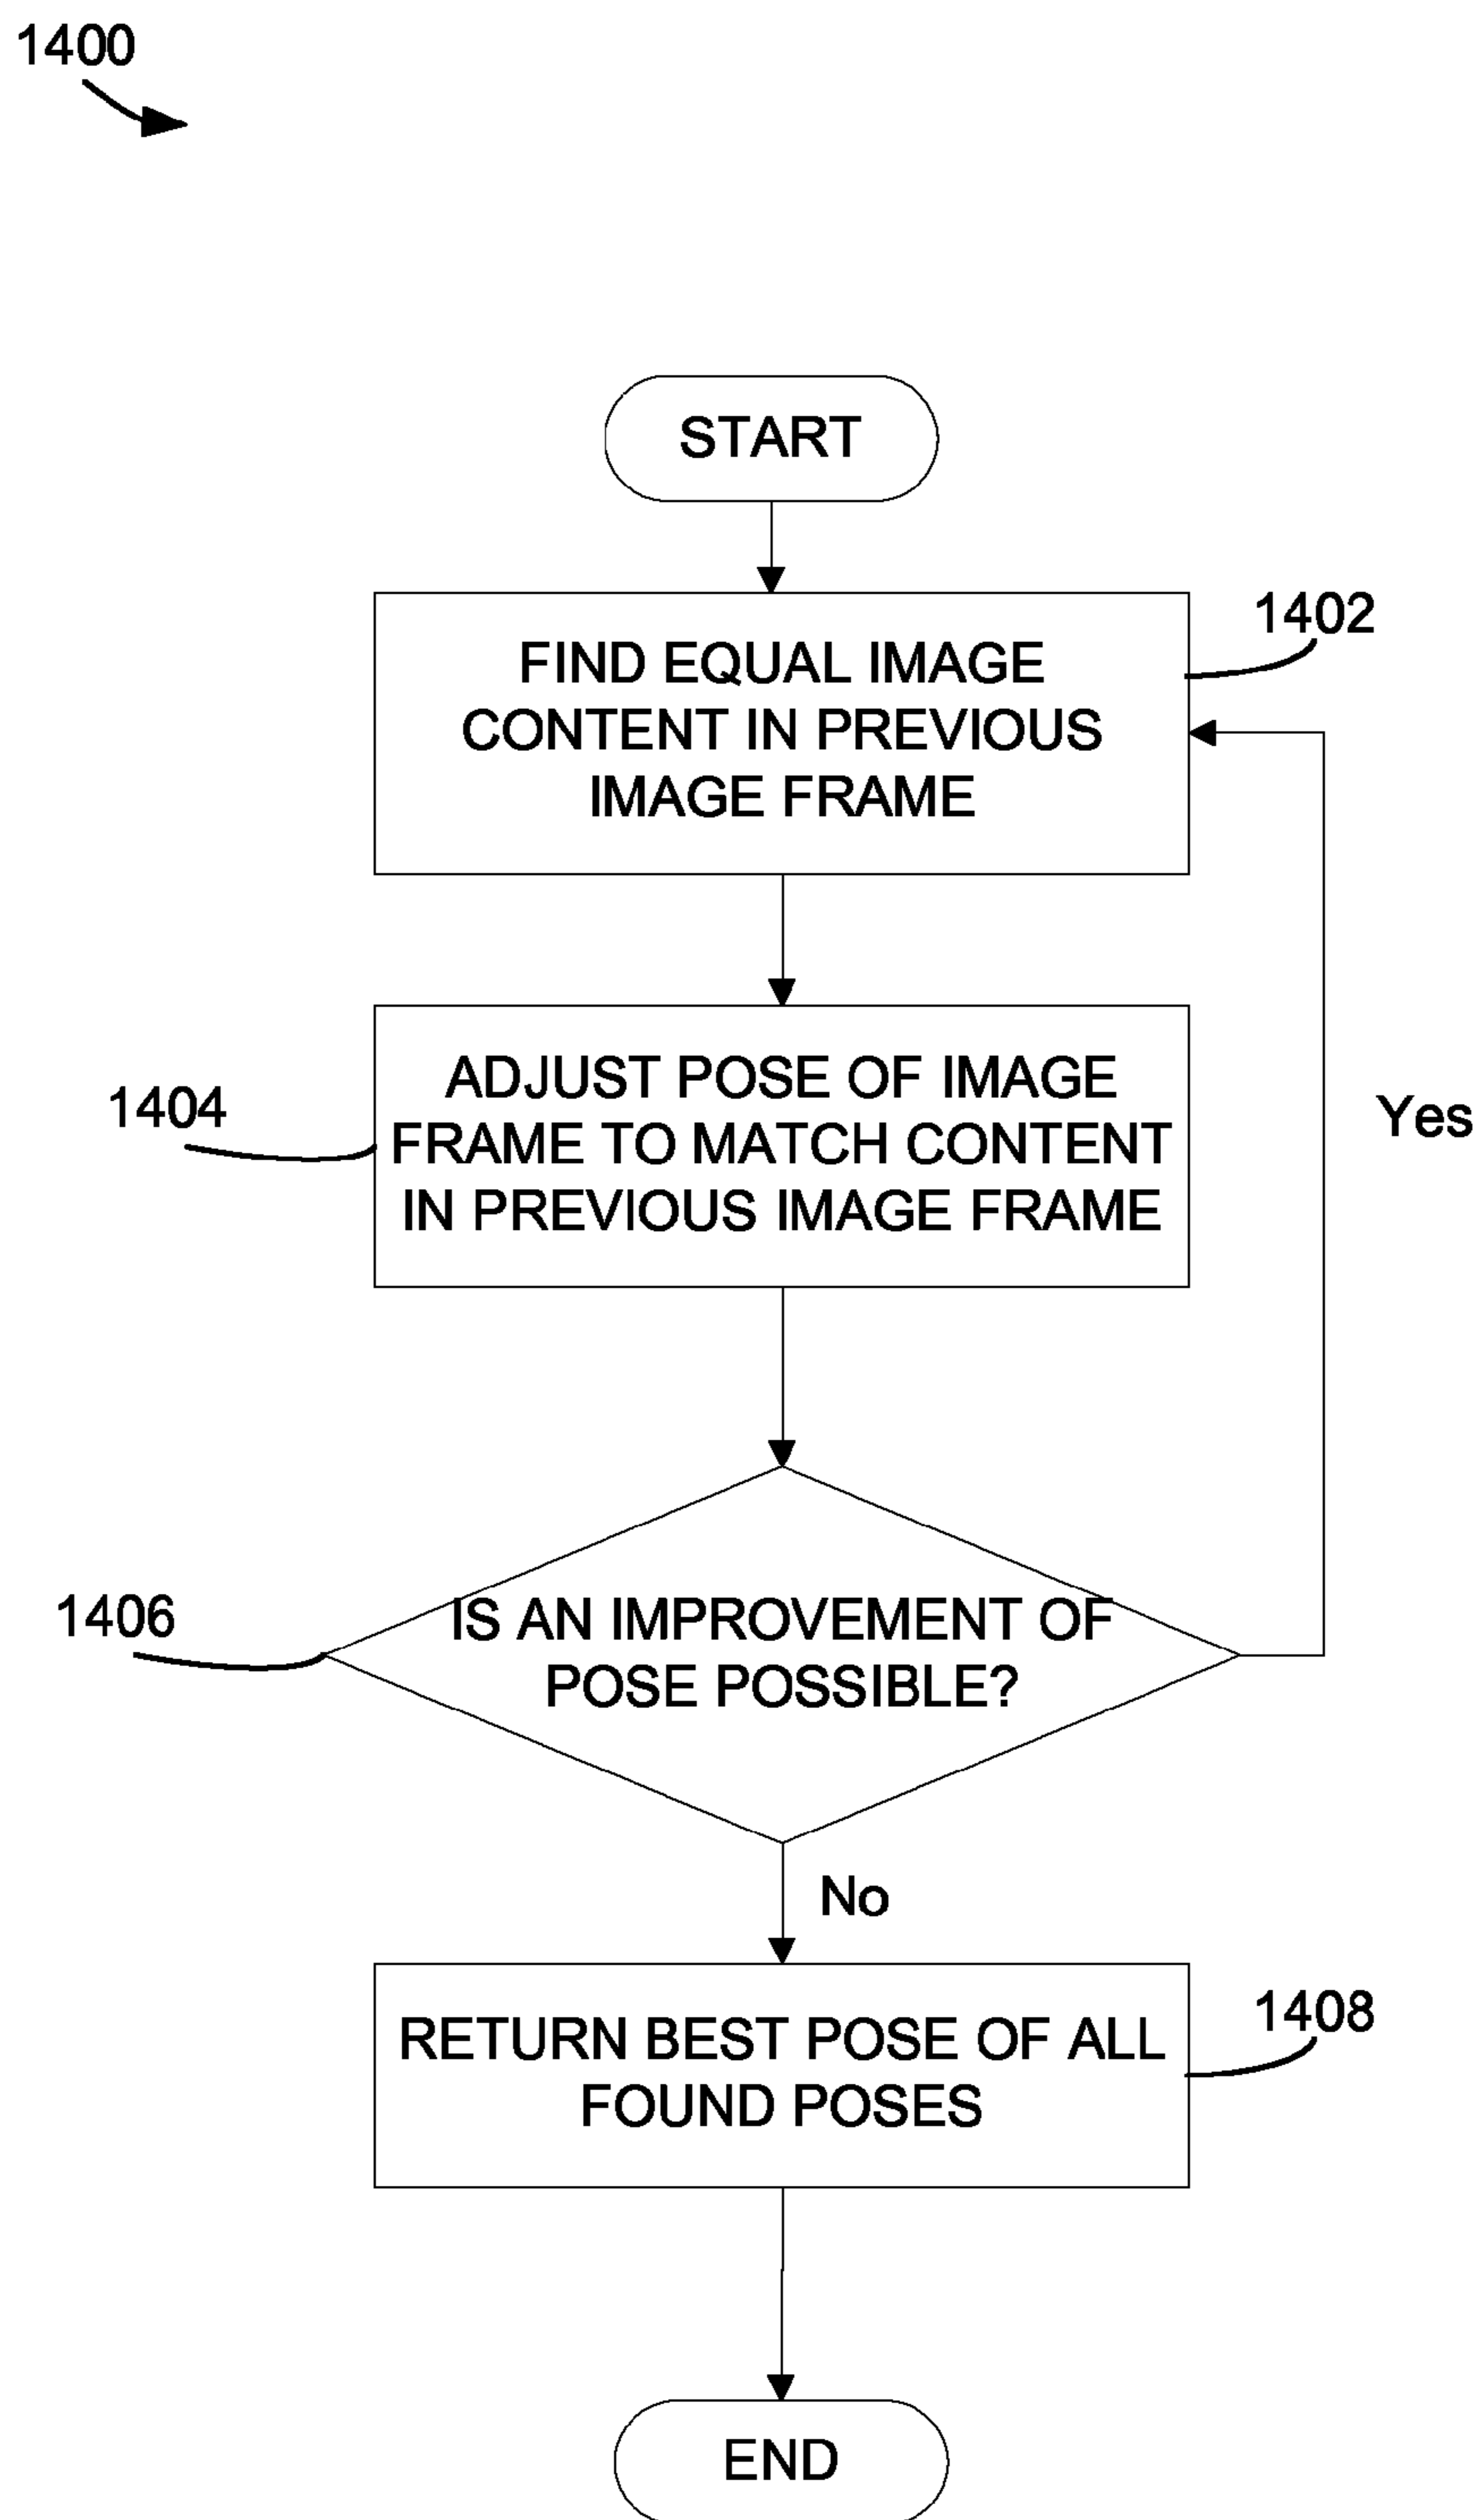 1400
START
FIND EQUAL IMAGE
CONTENT IN PREVIOUS
IMAGE FRAME
1402
ADJUST POSE OF IMAGE
FRAME TO MATCH CONTENT
IN PREVIOUS IMAGE FRAME
1404
Yes
IS AN IMPROVEMENT OF
POSE POSSIBLE?
1406
No
RETURN BEST POSE OF ALL
FOUND POSES
1408
END